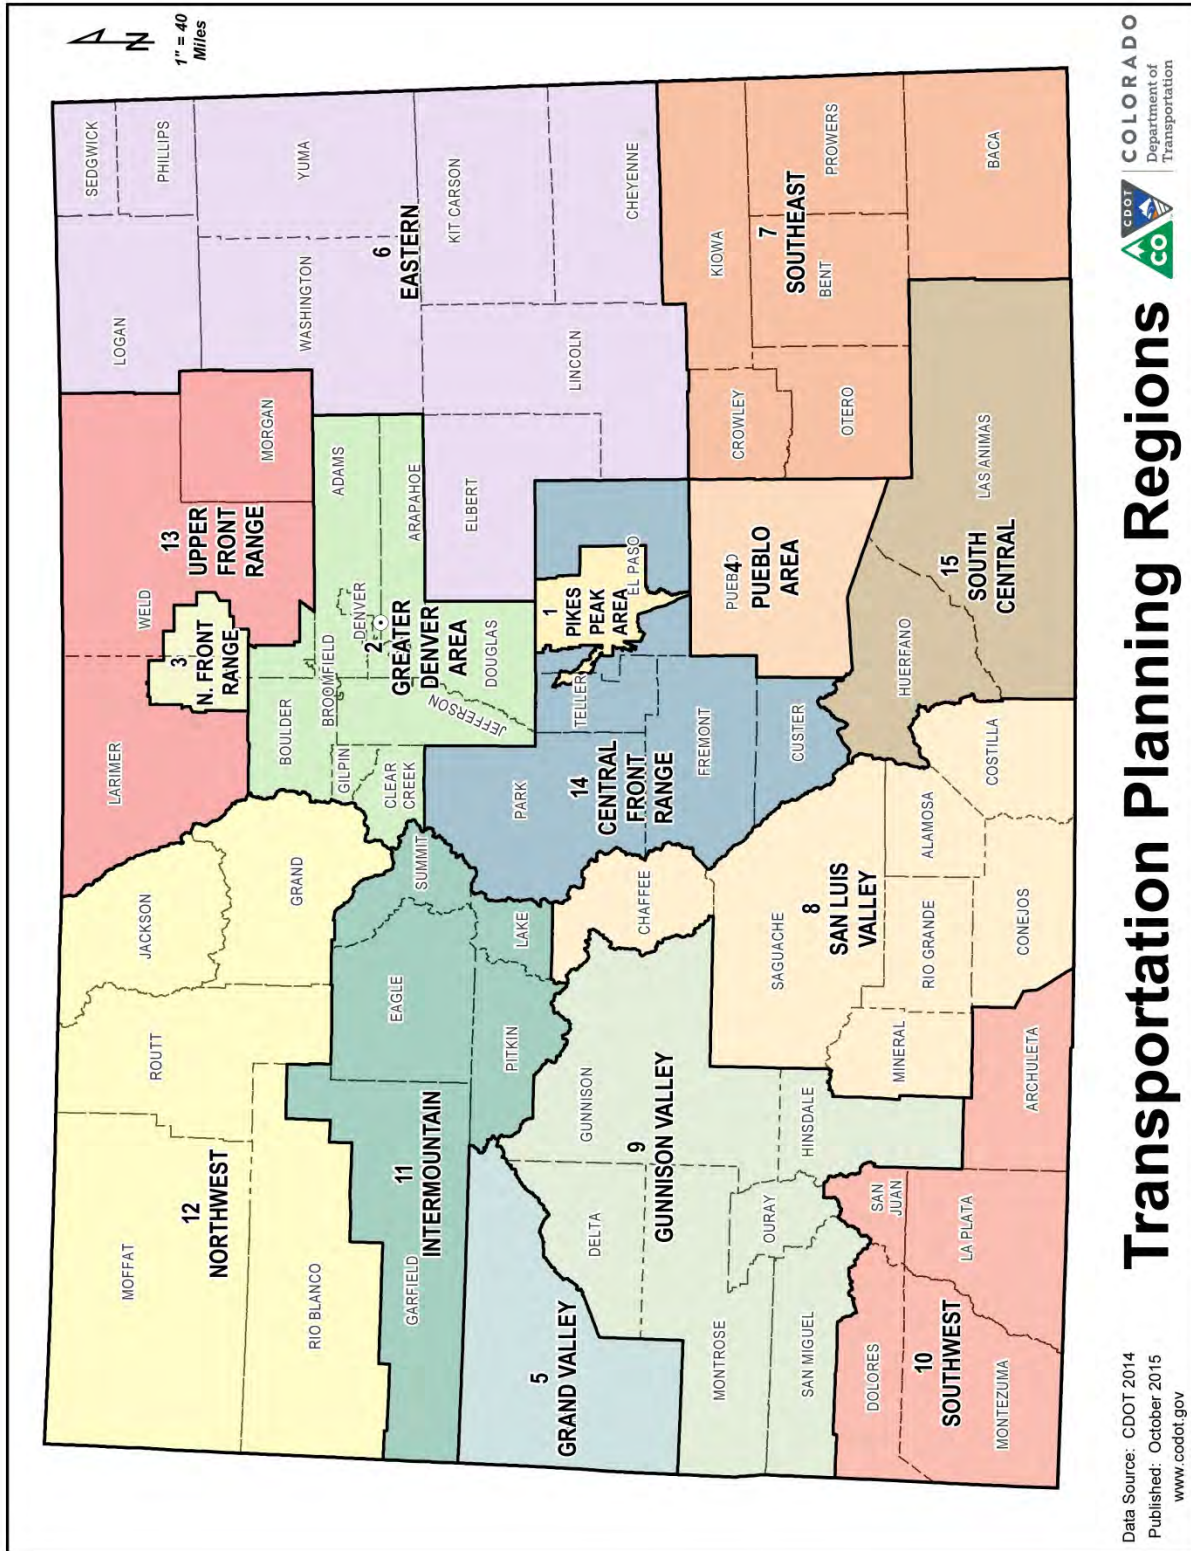 N
1" = 40
Miles
MOFFAT
ROUTT
JACKSON
LARIMER
WELD
LOGAN
SEDGWICK
PHILLIPS
12
NORTHWEST
RIO BLANCO
GRAND
3
N. FRONT
RANGE
13
UPPER
FRONT
RANGE
MORGAN
WASHINGTON
YUMA
BOULDER
BROOMFIELD
GILPIN
CLEAR
CREEK
DENVER
ADAMS
ARAPAHOE
2
GREATER
DENVER
AREA
JEFFERSON
DOUGLAS
6
EASTERN
GARFIELD
11
INTERMOUNTAIN
EAGLE
SUMMIT
PITKIN
LAKE
PARK
TELLER
ELBERT
LINCOLN
KIT CARSON
CHEYENNE
5
GRAND VALLEY
DELTA
GUNNISON
CHAFFEE
14
CENTRAL
FRONT
RANGE
FREMONT
CUSTER
1
PIKES
PEAK
AREA
EL PASO
9
GUNNISON VALLEY
MONTROSE
OURAY
HINSDALE
SAN MIGUEL
SAGUACHE
8
SAN LUIS
VALLEY
MINERAL
RIO GRANDE
ALAMOSA
CONEJOS
COSTILLA
PUEBLO
4
PUEBLO
AREA
CROWLEY
KIOWA
OTERO
BENT
PROWERS
7
SOUTHEAST
BACA
DOLORES
SAN
JUAN
10
SOUTHWEST
MONTEZUMA
LA PLATA
ARCHULETA
HUERFANO
LAS ANIMAS
15
SOUTH
CENTRAL
Data Source: CDOT 2014
Published: October 2015
www.codot.gov
Transportation Planning Regions
CO
CDOT
COLORADO
Department of
Transportation